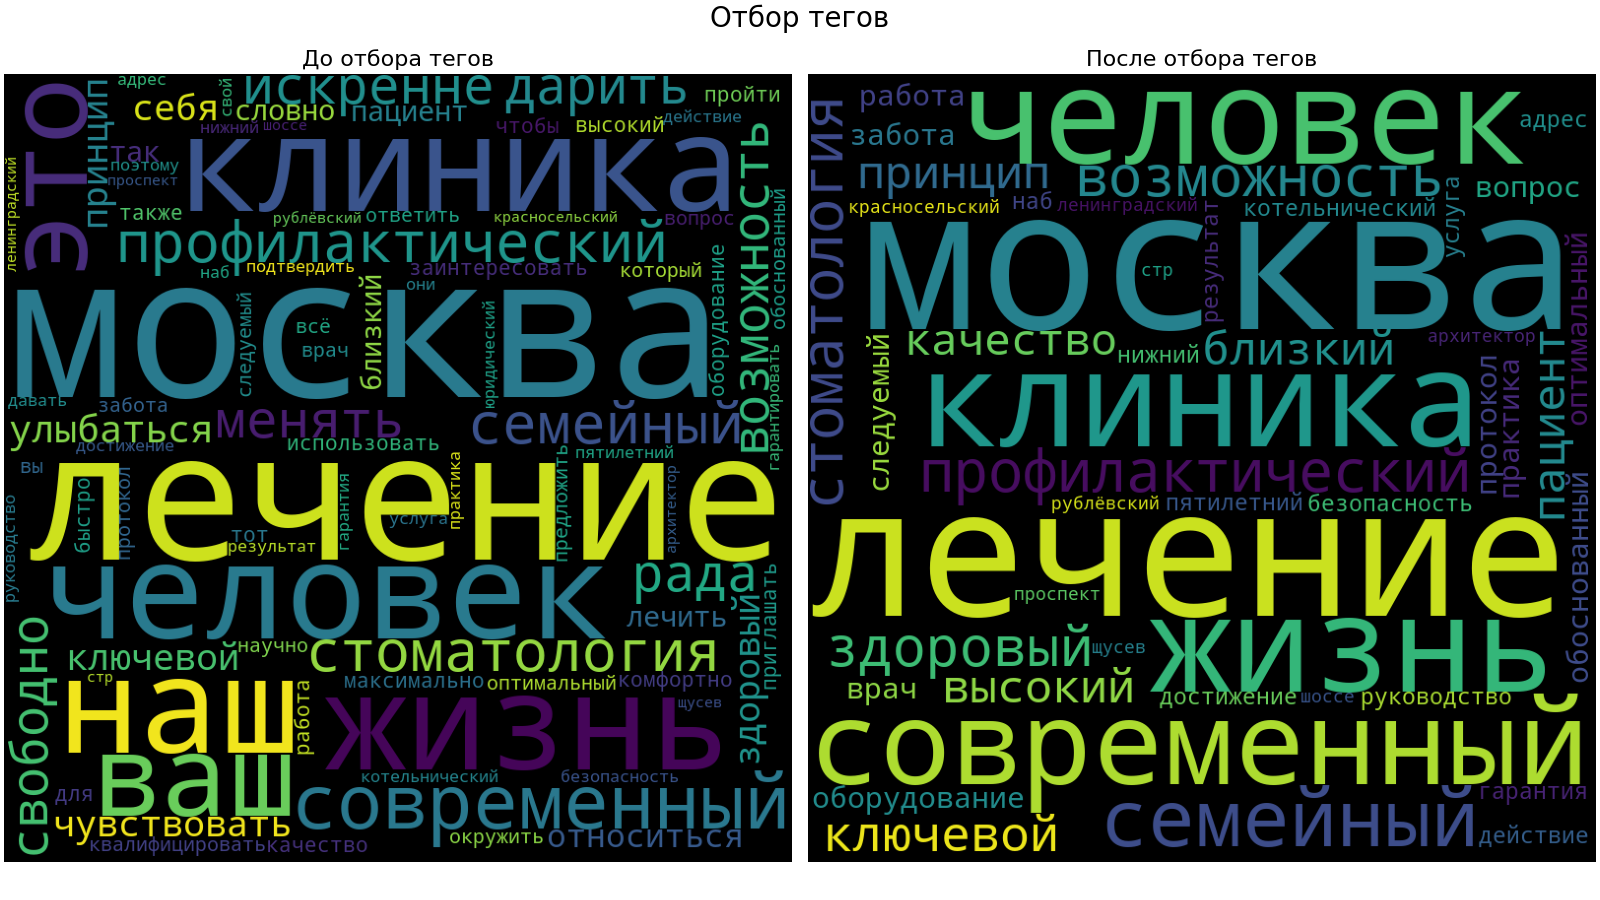 Отбор тегов
До отбора тегов
адрес
свой
искренне дарить
пройти
себя
словно
пациент
это
принцип
нижний шоссе
чтобы
высокий
действие
так
клиника
возможность
поэтому
проспект
ленинградский
также
рублёвский
ответить
красносельский
вопрос
обоснованный
профилактический
наб
подтвердить
заинтересовать
который
они
оборудование
москва
следуемый
всё
врач
близкий
юридический
гарантировать
давать
забота
менять
семейный
улыбаться
достижение
использовать
вы
пятилетний
лечение
руководство
быстро
протокол
тот
результат
гарантия
услуга
практика
предложить
архитектор
человек
рада
приглашать
лечить
здоровый
свободно
ключевой
научно
стоматология
стр
максимально
оптимальный
комфортно
наш
работа
жизнь
щусев
ваш
котельнический
безопасность
для
современный
чувствовать
окружить
относиться
квалифицировать
качество
После отбора тегов
стоматология
работа
человек
адрес
забота
принцип
возможность
вопрос
красносельский
наб
ленинградский
результат
котельнический
услуга
москва
стр
оптимальный
следуемый
качество
нижний
близкий
архитектор
клиника
протокол
практика
пациент
профилактический
рублёвский
пятилетний
безопасность
обоснованный
лечение
проспект
здоровый
жизнь
щусев
врач
высокий
достижение
шоссе
руководство
современный
оборудование
семейный
гарантия
ключевой
действие